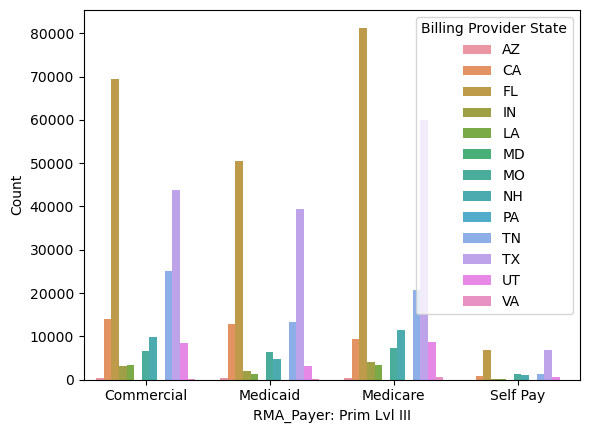 Billing Provider State
AZ
CA
FL
IN
LA
MD
MO
NH
PA
TN
TX
UT
VA
80000
70000
60000
50000
40000
30000
20000
10000
0
Count
Commercial
Medicaid
Medicare
Self Pay
RMA_Payer: Prim Lvl III